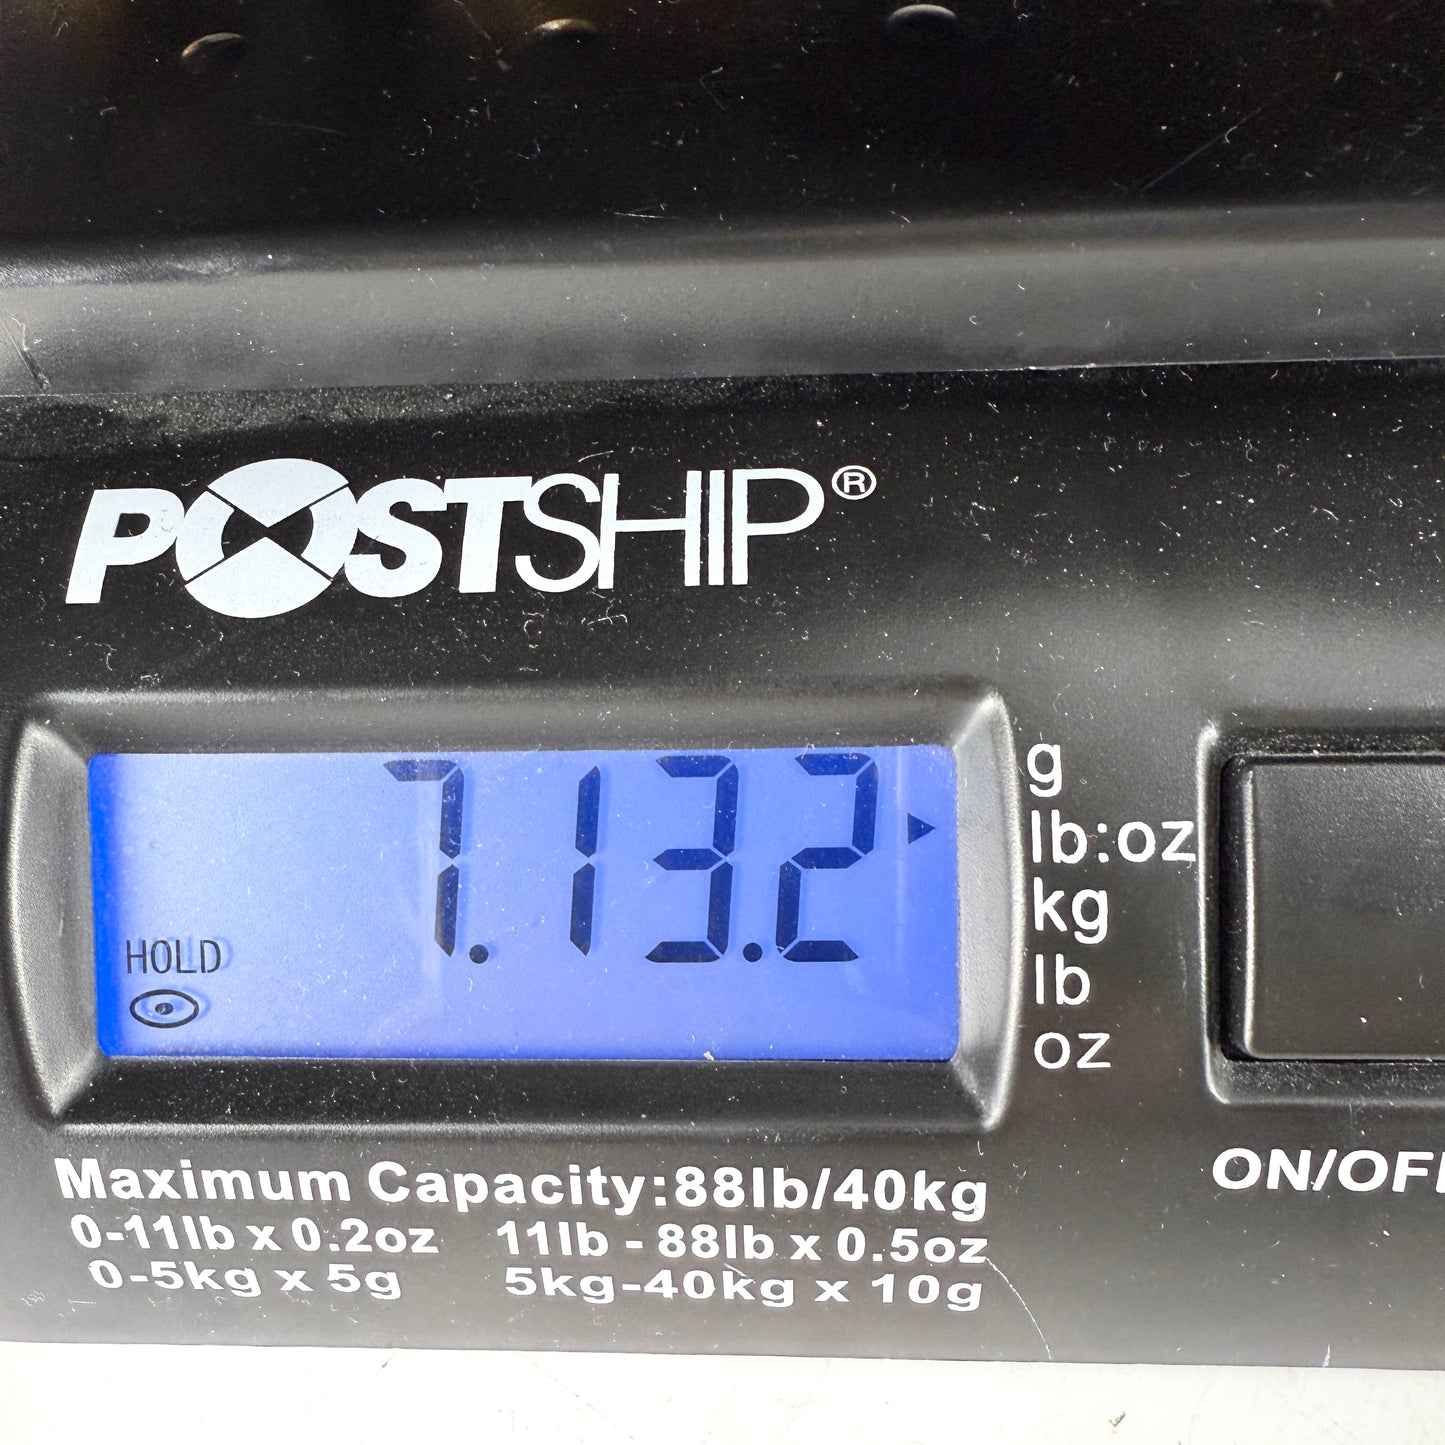 POSTSHIP®
7.13.2
HOLD
g
lb:oz
kg
lb
oz
Maximum Capacity:88lb/40kg
0-11lb x 0.2oz 11lb - 88lb x 0.5oz
0-5kg x 5g 5kg-40kg x 10g
ON/OFF